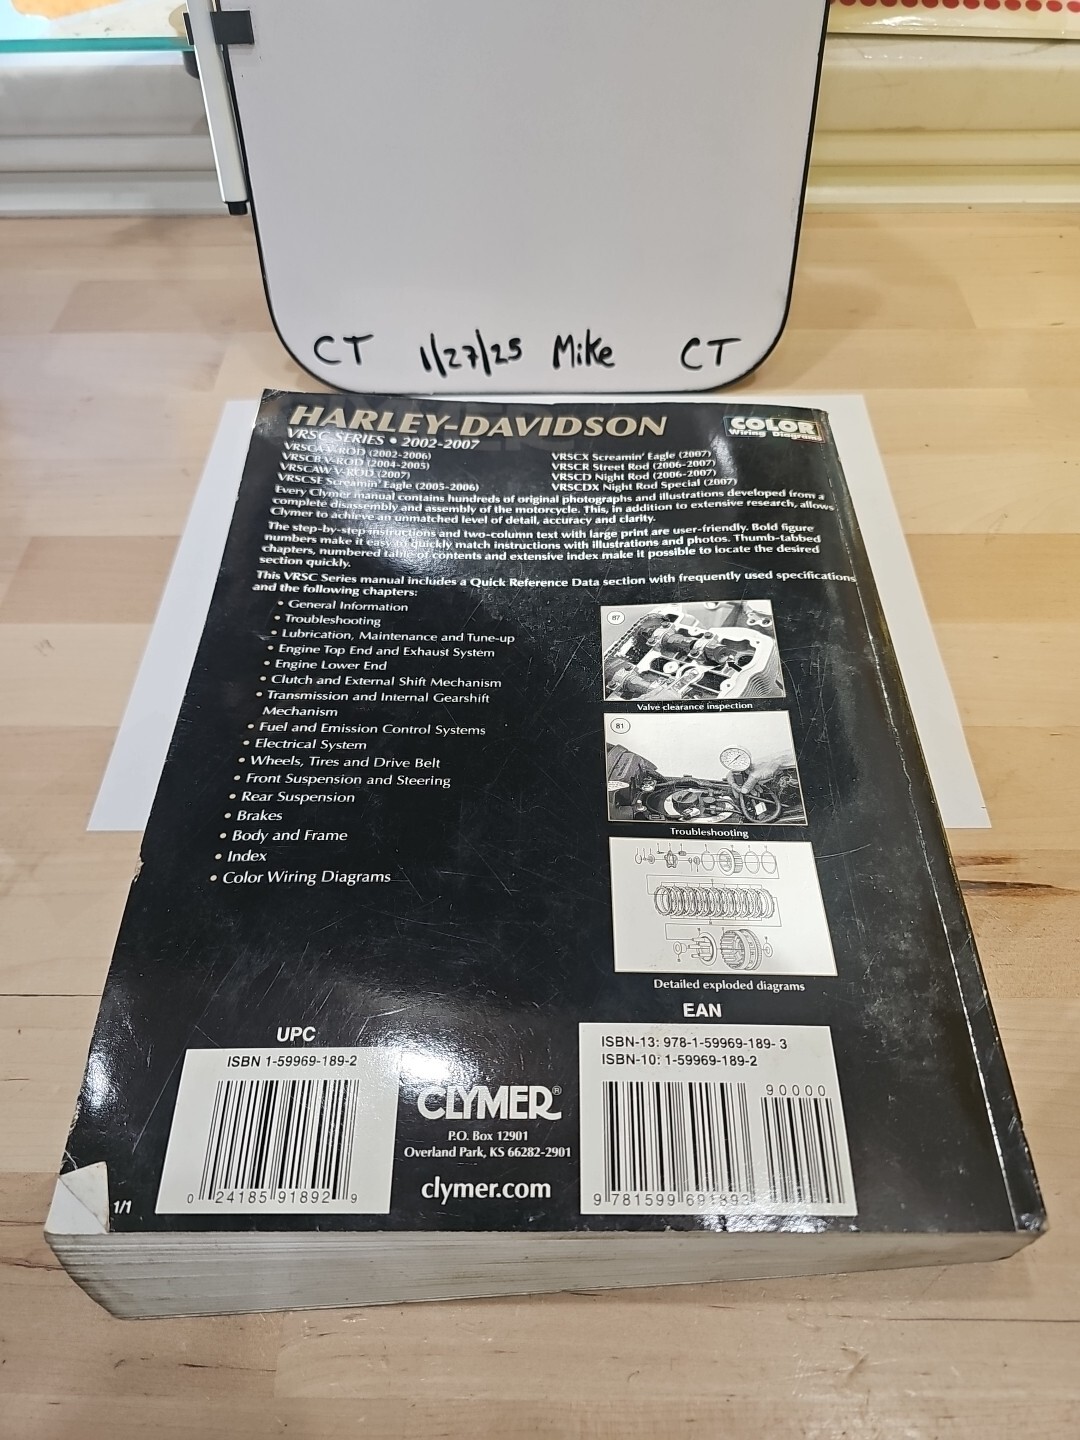 CT 1/27/25 Mike CT
HARLEY-DAVIDSON
COLOR
Wiring Diagrams
VRSC SERIES • 2002-2007
VRSCA V-ROD (2002-2006)
VRSCB V-ROD (2004-2005)
VRSCAW V-ROD (2007)
VRSCSE Screamin' Eagle (2005-2006)
VRSCX Screamin' Eagle (2007)
VRSCR Street Rod (2006-2007)
VRSCD Night Rod (2006-2007)
VRSCDX Night Rod Special (2007)
Every Clymer manual contains hundreds of original photographs and illustrations developed from a
complete disassembly and assembly of the motorcycle. This, in addition to extensive research, allows
Clymer to achieve an unmatched level of detail, accuracy and clarity.
The step-by-step instructions and two-column text with large print are user-friendly. Bold figure
numbers make it easy to quickly match instructions with illustrations and photos. Thumb-tabbed
chapters, numbered table of contents and extensive index make it possible to locate the desired
section quickly.
This VRSC Series manual includes a Quick Reference Data section with frequently used specifications
and the following chapters:
• General Information
• Troubleshooting
• Lubrication, Maintenance and Tune-up
• Engine Top End and Exhaust System
• Engine Lower End
• Clutch and External Shift Mechanism
• Transmission and Internal Gearshift
Mechanism
• Fuel and Emission Control Systems
• Electrical System
• Wheels, Tires and Drive Belt
• Front Suspension and Steering
• Rear Suspension
• Brakes
• Body and Frame
• Index
• Color Wiring Diagrams
87
Valve clearance inspection
81
Troubleshooting
Detailed exploded diagrams
UPC
ISBN 1-59969-189-2
0 24185 91892 9
1/1
CLYMER®
P.O. Box 12901
Overland Park, KS 66282-2901
clymer.com
EAN
ISBN-13: 978-1-59969-189- 3
ISBN-10: 1-59969-189-2
90000
9 781599 691893